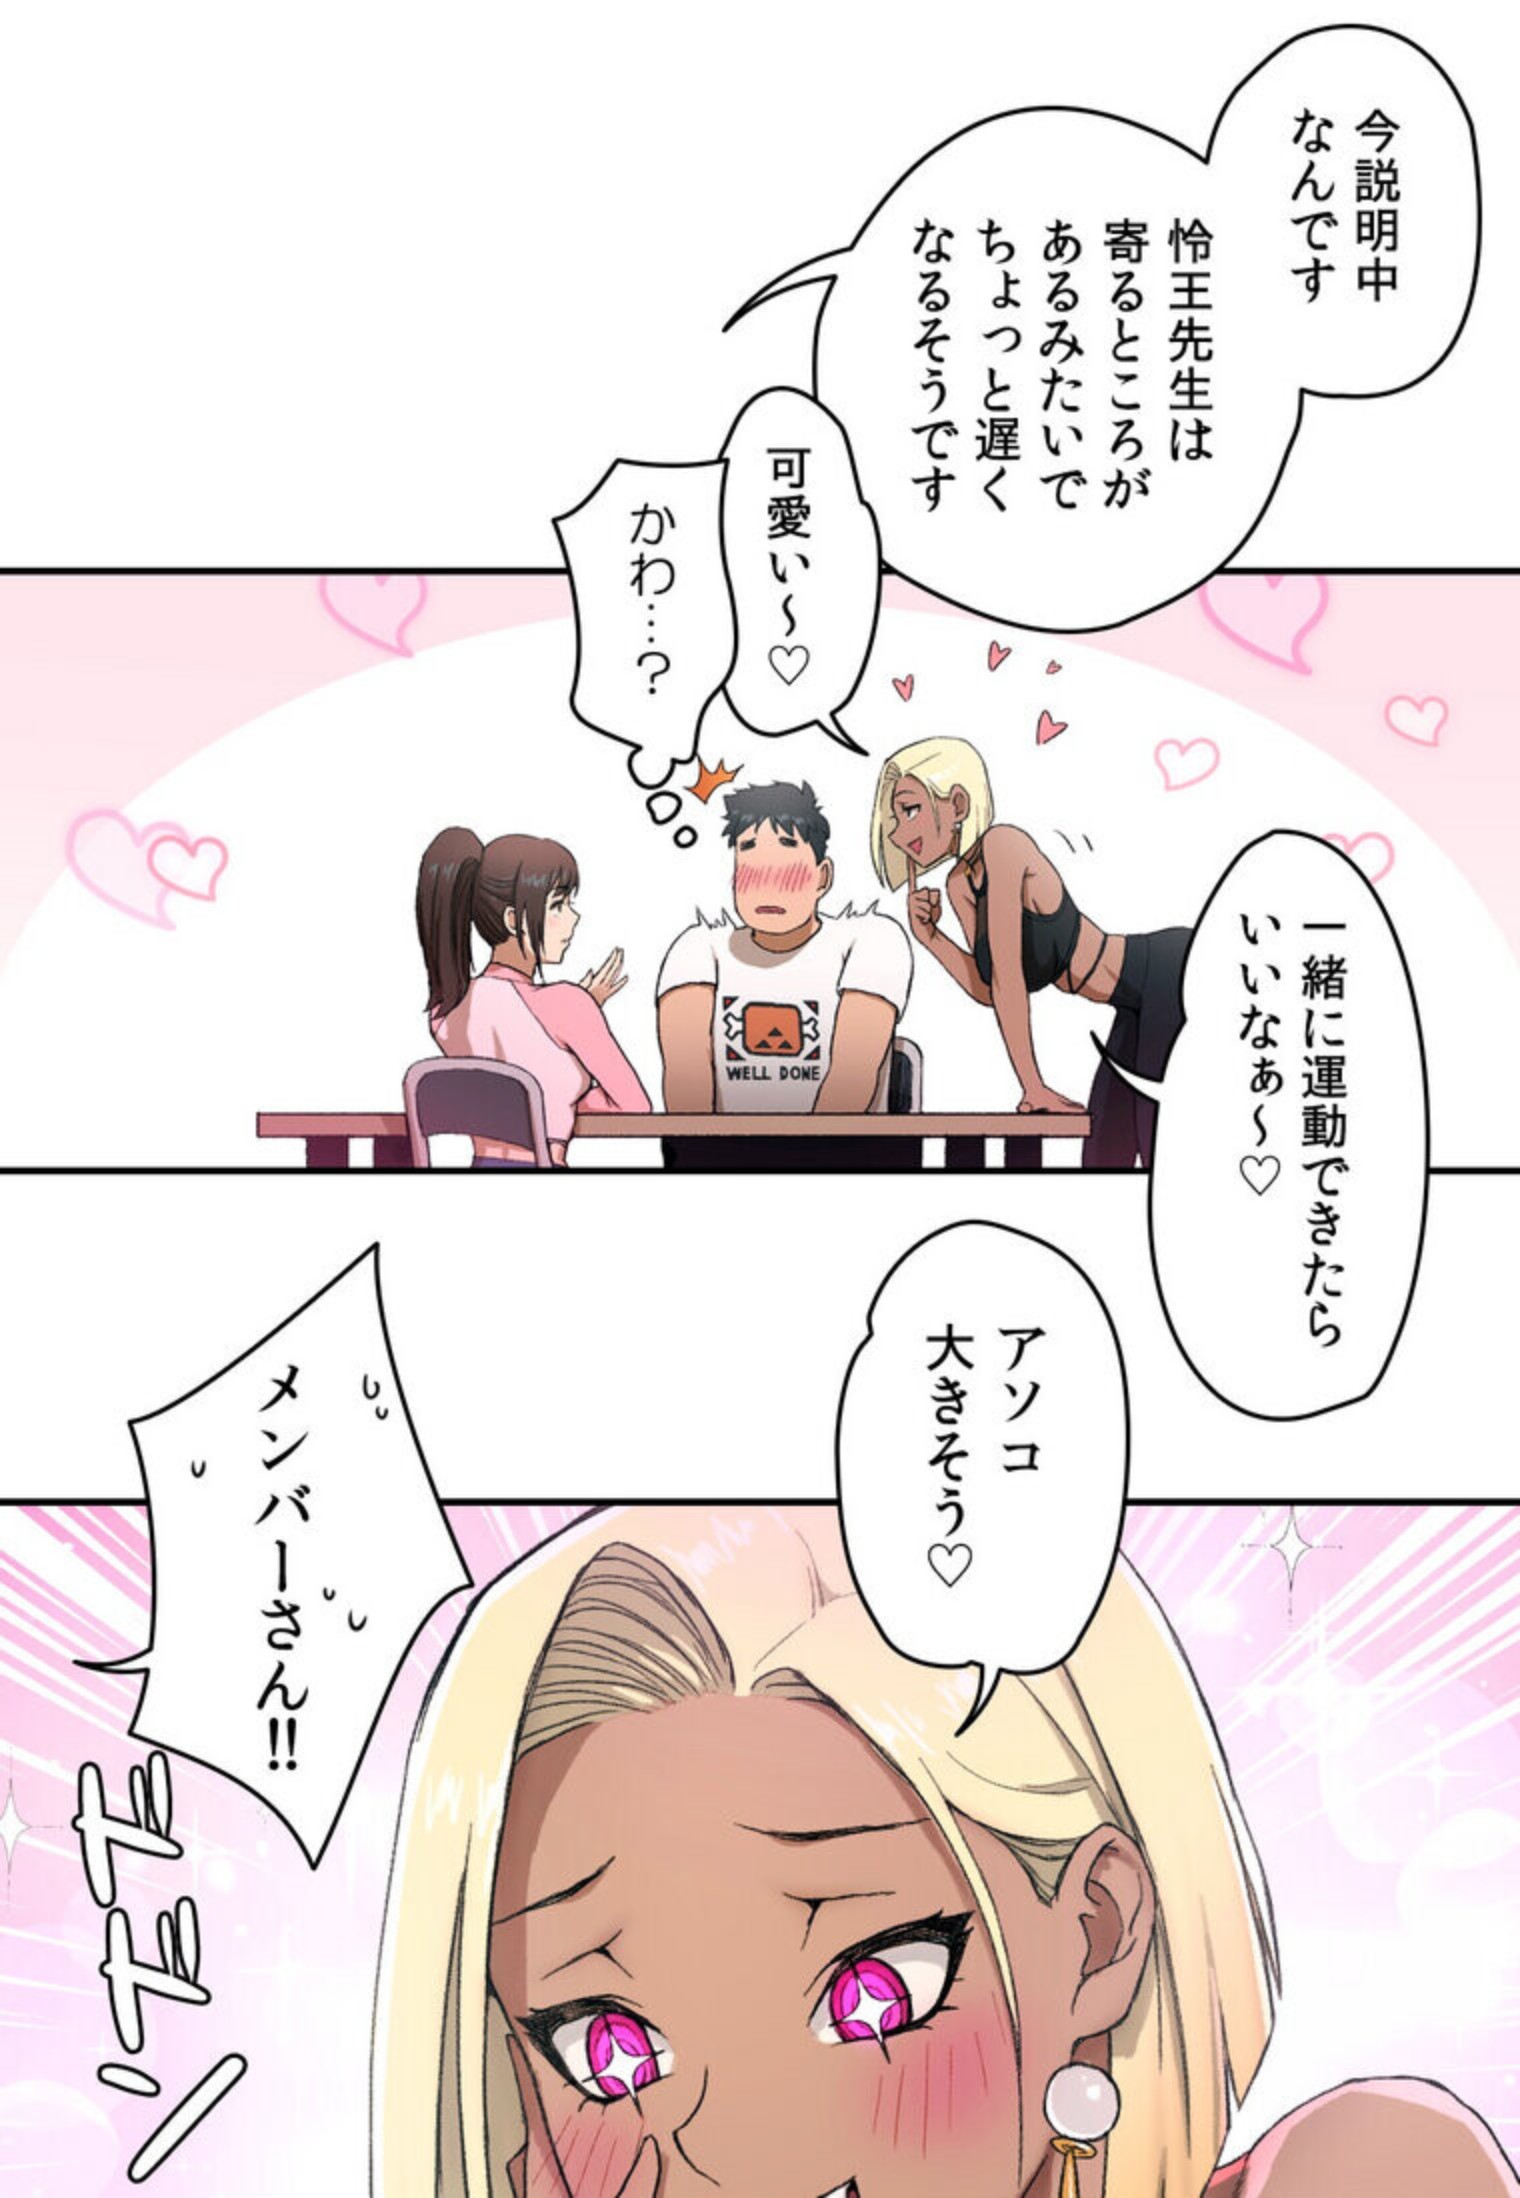 今説明中
なんです
怜王先生は
寄るところが
あるみたいで
ちょっと遅く
なるそうです
可愛い～♡
かわ…？
WELL DONE
一緒に運動できたら
いいなぁ～♡
アソコ
大きそう♡
メンバーさん!!
ズズンッ